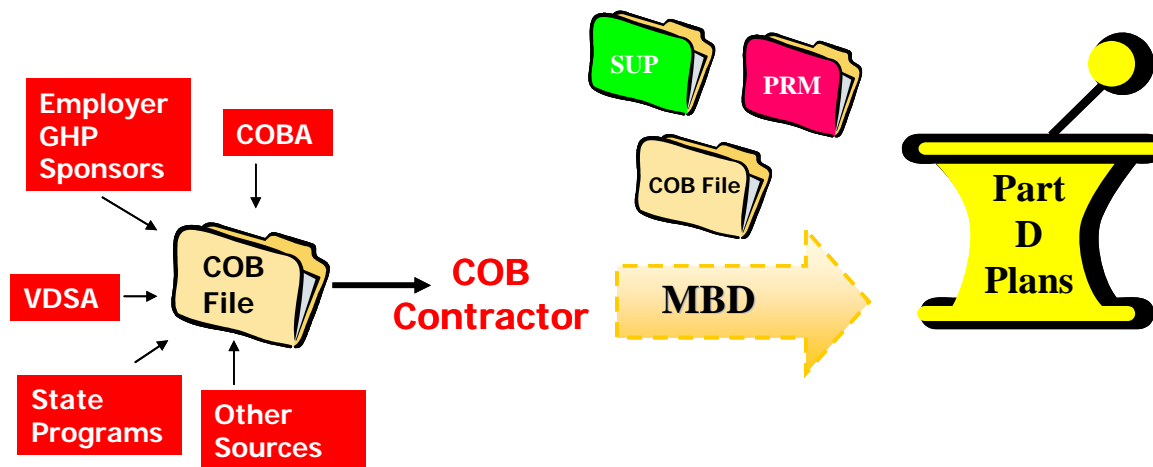 Employer
GHP
Sponsors
COBA
VDSA
COB
File
State
Programs
Other
Sources
COB
Contractor
SUP
PRM
COB File
MBD
Part
D
Plans